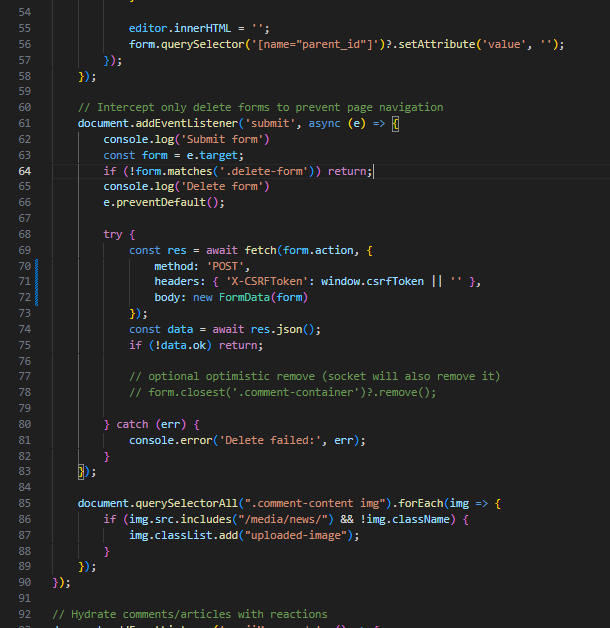 54
55 editor.innerHTML = '';
56 form.querySelector('[name="parent_id"]')?.setAttribute('value', '');
57 });
58 });
59
60 // Intercept only delete forms to prevent page navigation
61 document.addEventListener('submit', async (e) => {
62 console.log('Submit form')
63 const form = e.target;
64 if (!form.matches('.delete-form')) return;
65 console.log('Delete form')
66 e.preventDefault();
67
68 try {
69 const res = await fetch(form.action, {
70 method: 'POST',
71 headers: { 'X-CSRFToken': window.csrfToken || '' },
72 body: new FormData(form)
73 });
74 const data = await res.json();
75 if (!data.ok) return;
76
77 // optional optimistic remove (socket will also remove it)
78 // form.closest('.comment-container')?.remove();
79
80 } catch (err) {
81 console.error('Delete failed:', err);
82 }
83 });
84
85 document.querySelectorAll(".comment-content img").forEach(img => {
86 if (img.src.includes("/media/news/") && !img.className) {
87 img.classList.add("uploaded-image");
88 }
89 });
90 });
91
92 // Hydrate comments/articles with reactions